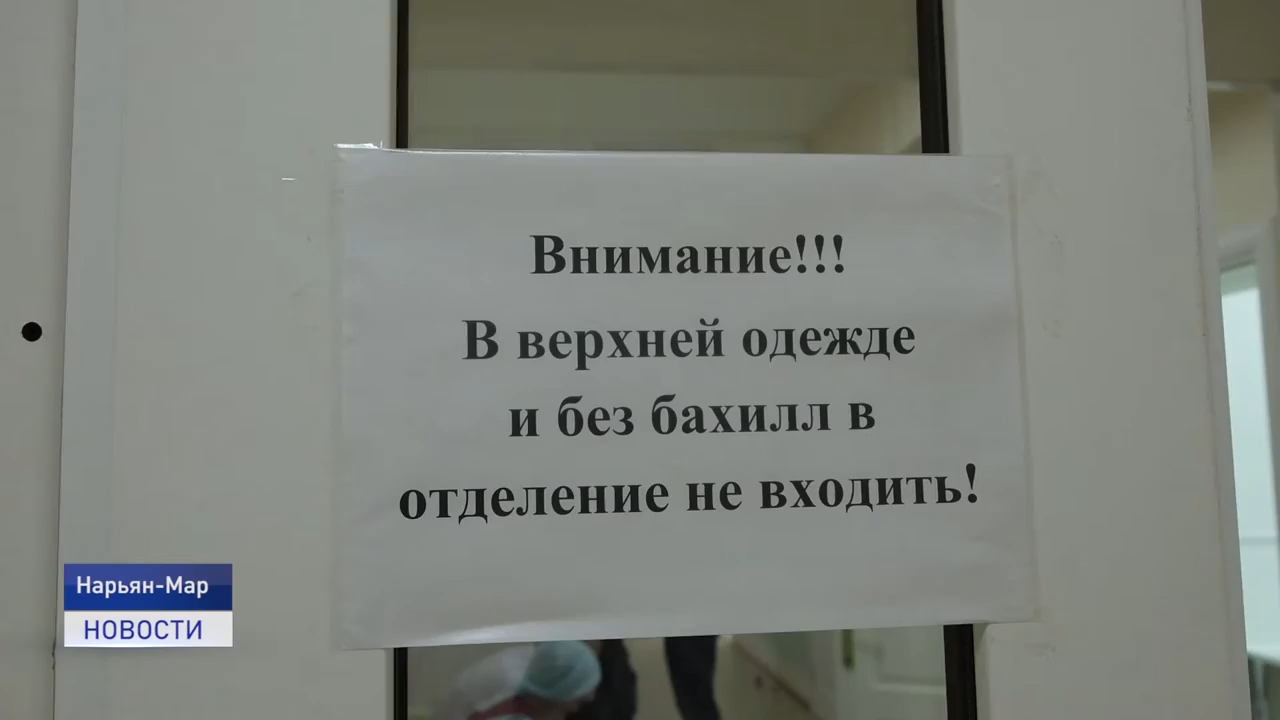 Внимание!!!
В верхней одежде
и без бахилл в
отделение не входить!
Нарьян-Мар
НОВОСТИ